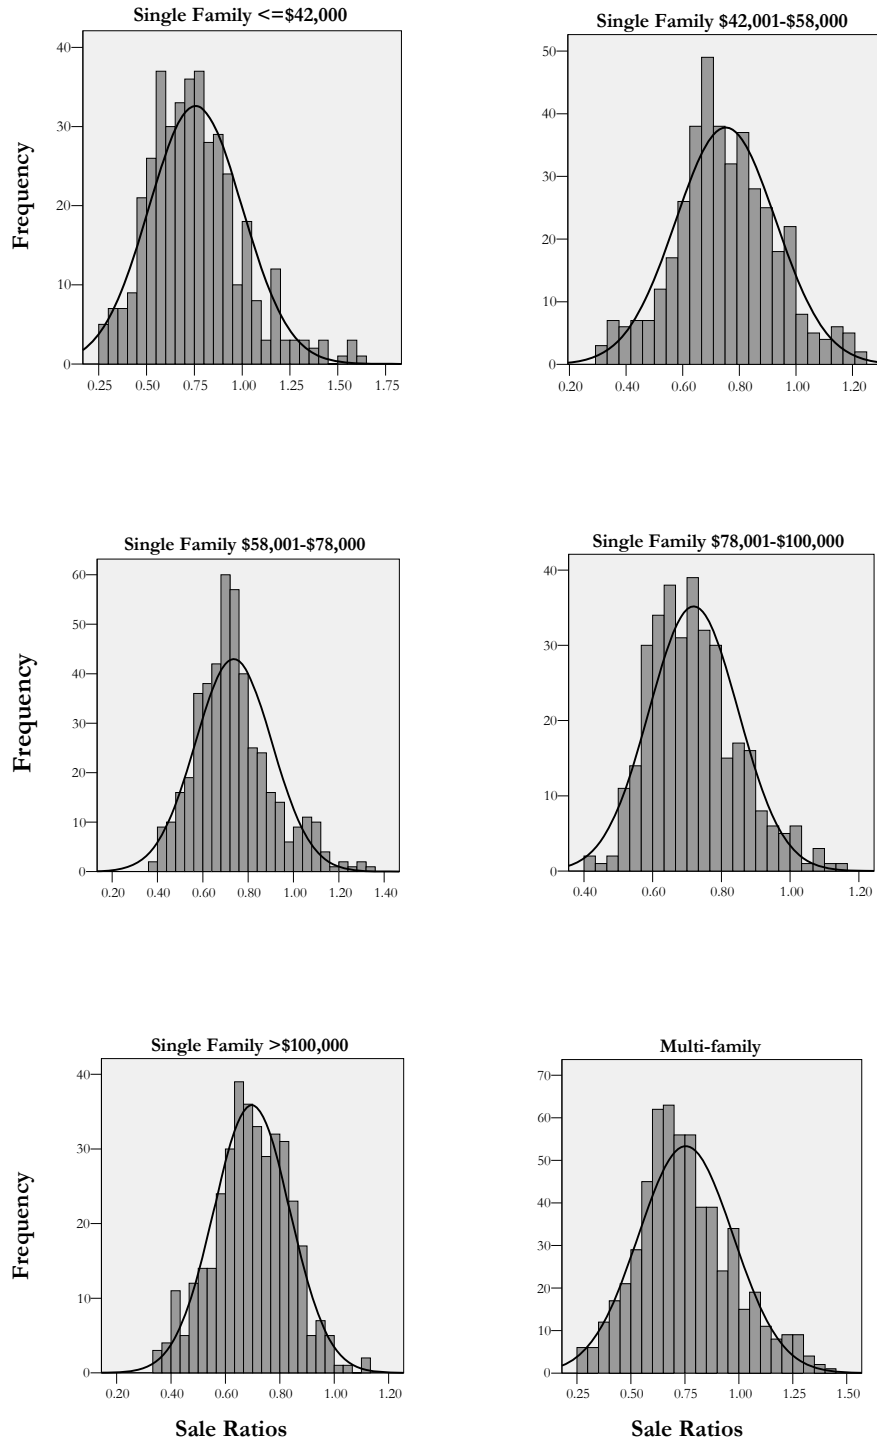 Single Family <=$42,000
Frequency
40
30
20
10
0
0.25 0.50 0.75 1.00 1.25 1.50 1.75
Single Family $42,001-$58,000
50
40
30
20
10
0
0.20 0.40 0.60 0.80 1.00 1.20
Single Family $58,001-$78,000
Frequency
60
50
40
30
20
10
0
0.20 0.40 0.60 0.80 1.00 1.20 1.40
Single Family $78,001-$100,000
40
30
20
10
0
0.40 0.60 0.80 1.00 1.20
Single Family >$100,000
Frequency
40
30
20
10
0
0.20 0.40 0.60 0.80 1.00 1.20
Sale Ratios
Multi-family
70
60
50
40
30
20
10
0
0.25 0.50 0.75 1.00 1.25 1.50
Sale Ratios